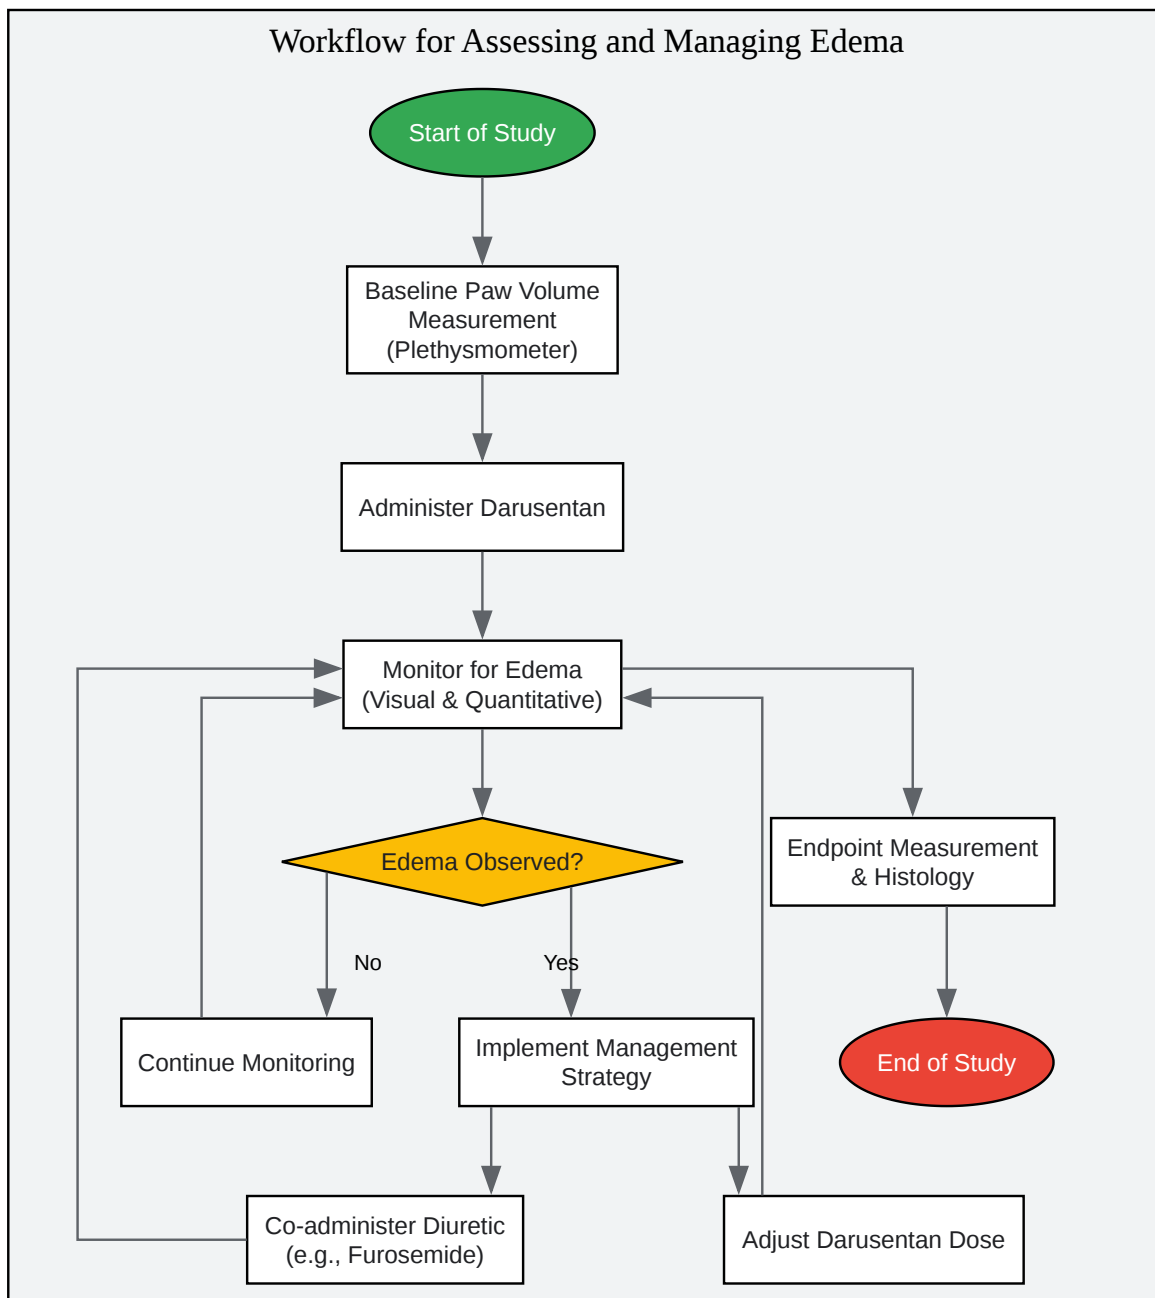 Workflow for Assessing and Managing Edema
Start of Study
Baseline Paw Volume
Measurement
(Plethysmometer)
Administer Darusentan
Monitor for Edema
(Visual & Quantitative)
Edema Observed?
Endpoint Measurement
& Histology
No
Yes
Continue Monitoring
Implement Management
Strategy
End of Study
Co-administer Diuretic
(e.g., Furosemide)
Adjust Darusentan Dose